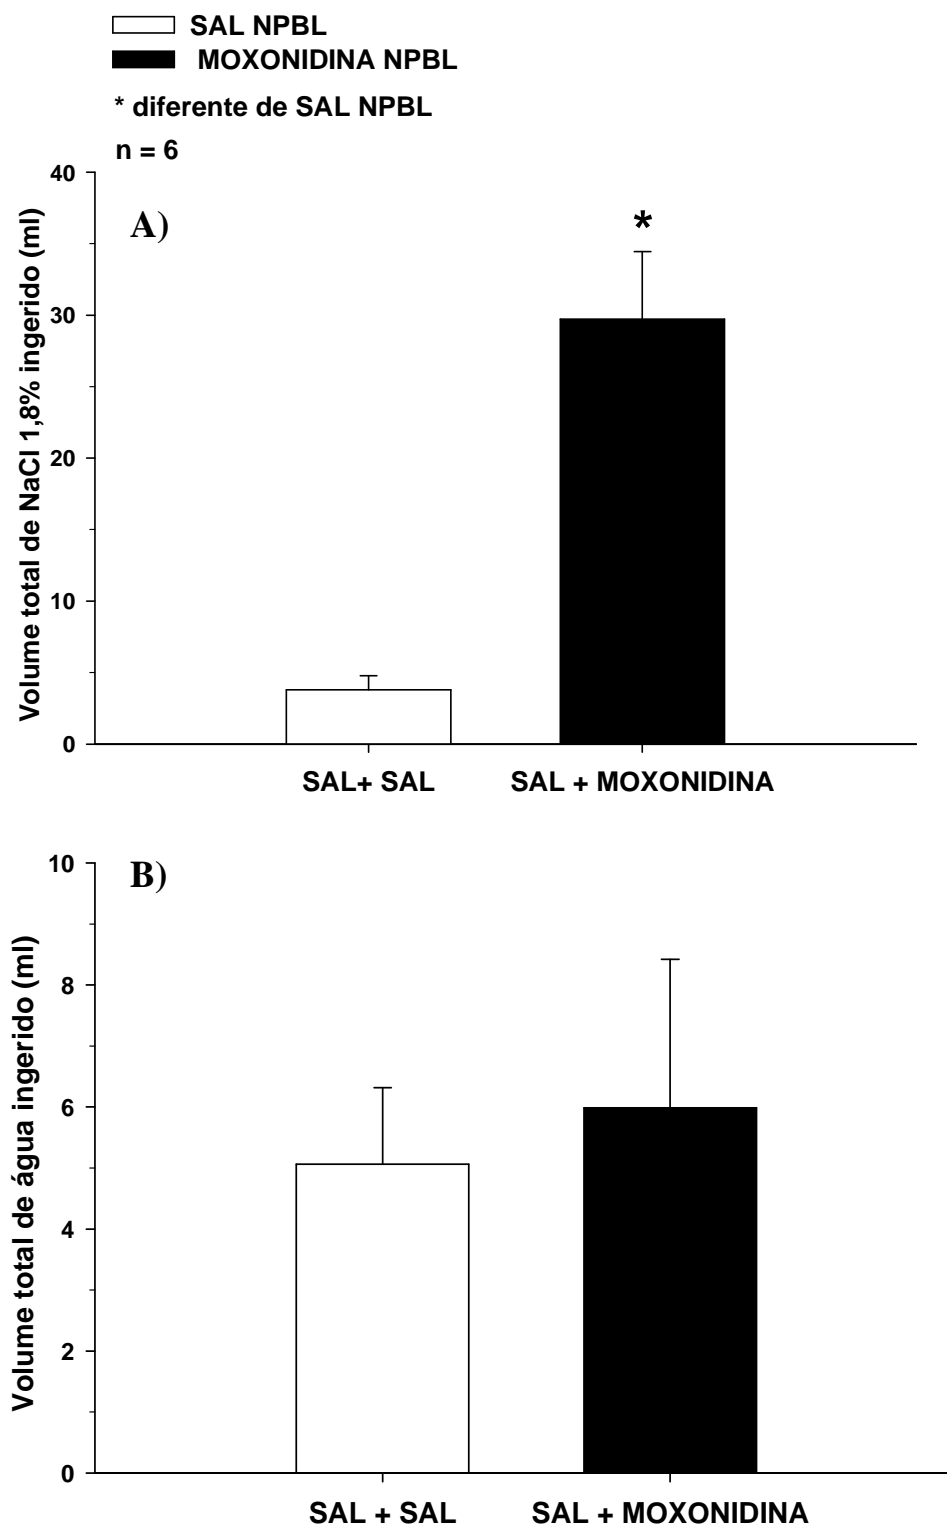 SAL NPBL
MOXONIDINA NPBL
* diferente de SAL NPBL
n = 6
A)
*
Volume total de NaCl 1,8% ingerido (ml)
40
30
20
10
0
SAL+ SAL
SAL + MOXONIDINA
B)
Volume total de água ingerido (ml)
10
8
6
4
2
0
SAL + SAL
SAL + MOXONIDINA